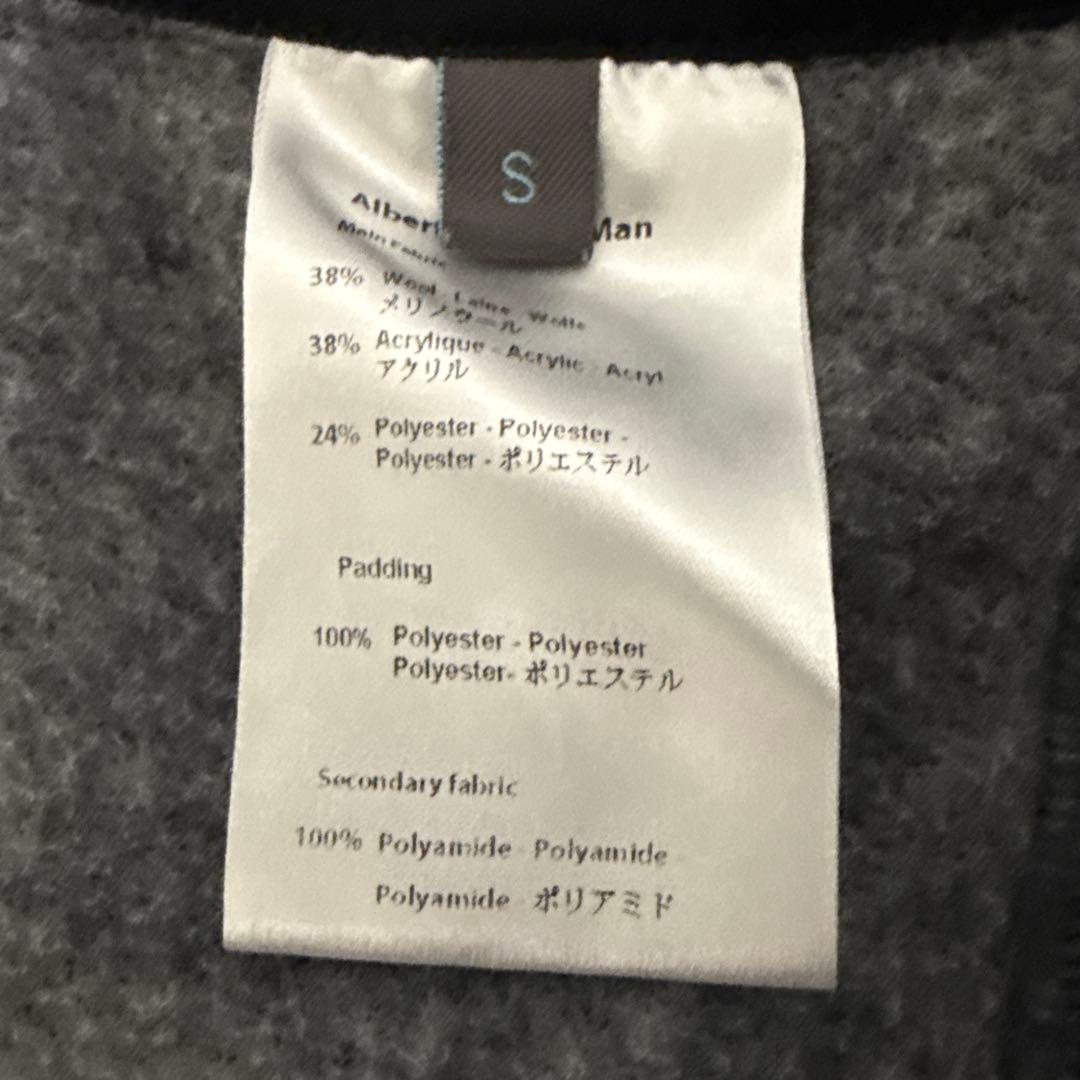 S
Alber Man
Main Fabric
38% Wool Laine Wolle
メリノウール
38% Acrylique - Acrylic - Acryl
アクリル
24% Polyester - Polyester -
Polyester - ポリエステル
Padding
100% Polyester - Polyester
Polyester- ポリエステル
Secondary fabric
100% Polyamide - Polyamide
Polyamide - ポリアミド